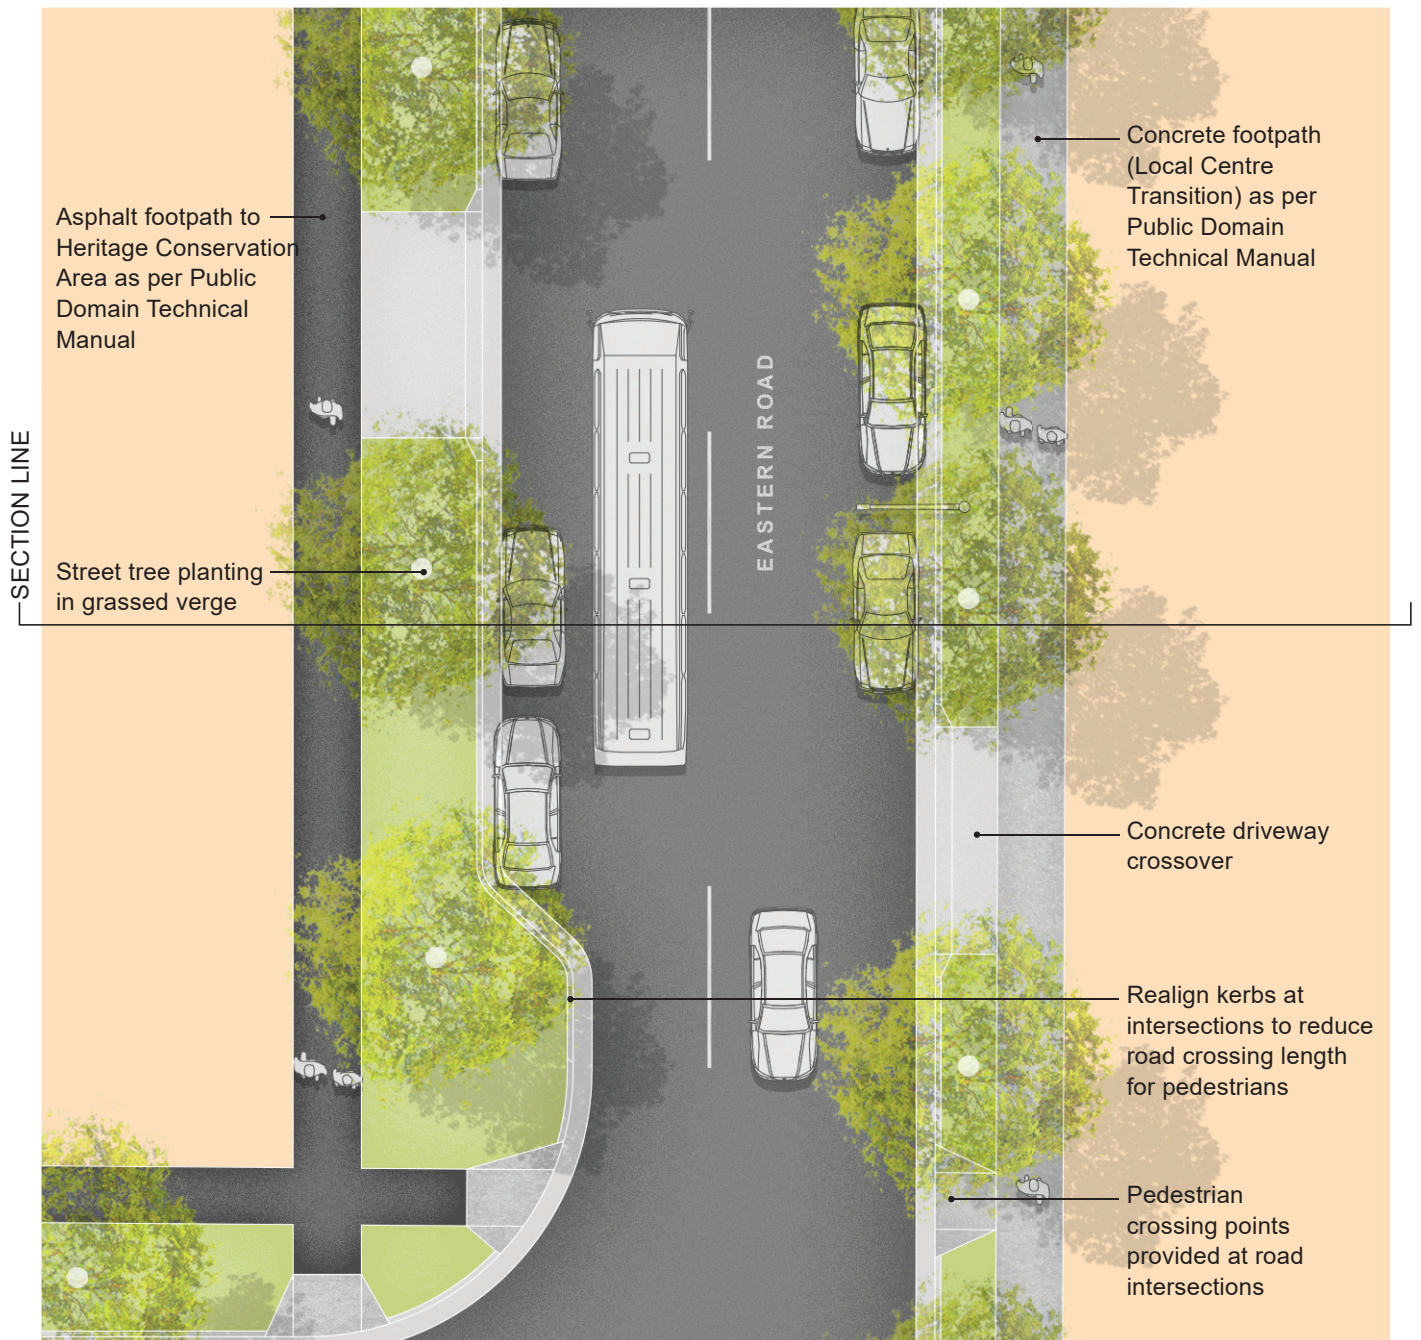 Concrete footpath
(Local Centre
Transition) as per
Public Domain
Technical Manual
Asphalt footpath to
Heritage Conservation
Area as per Public
Domain Technical
Manual
EASTERN ROAD
SECTION LINE
Street tree planting
in grassed verge
Concrete driveway
crossover
Realign kerbs at
intersections to reduce
road crossing length
for pedestrians
Pedestrian
crossing points
provided at road
intersections